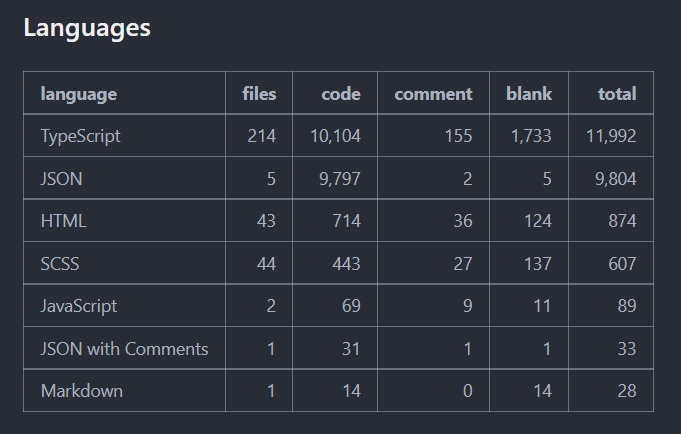 Languages
language files code comment blank total
TypeScript 214 10,104 155 1,733 11,992
JSON 5 9,797 2 5 9,804
HTML 43 714 36 124 874
SCSS 44 443 27 137 607
JavaScript 2 69 9 11 89
JSON with Comments 1 31 1 1 33
Markdown 1 14 0 14 28